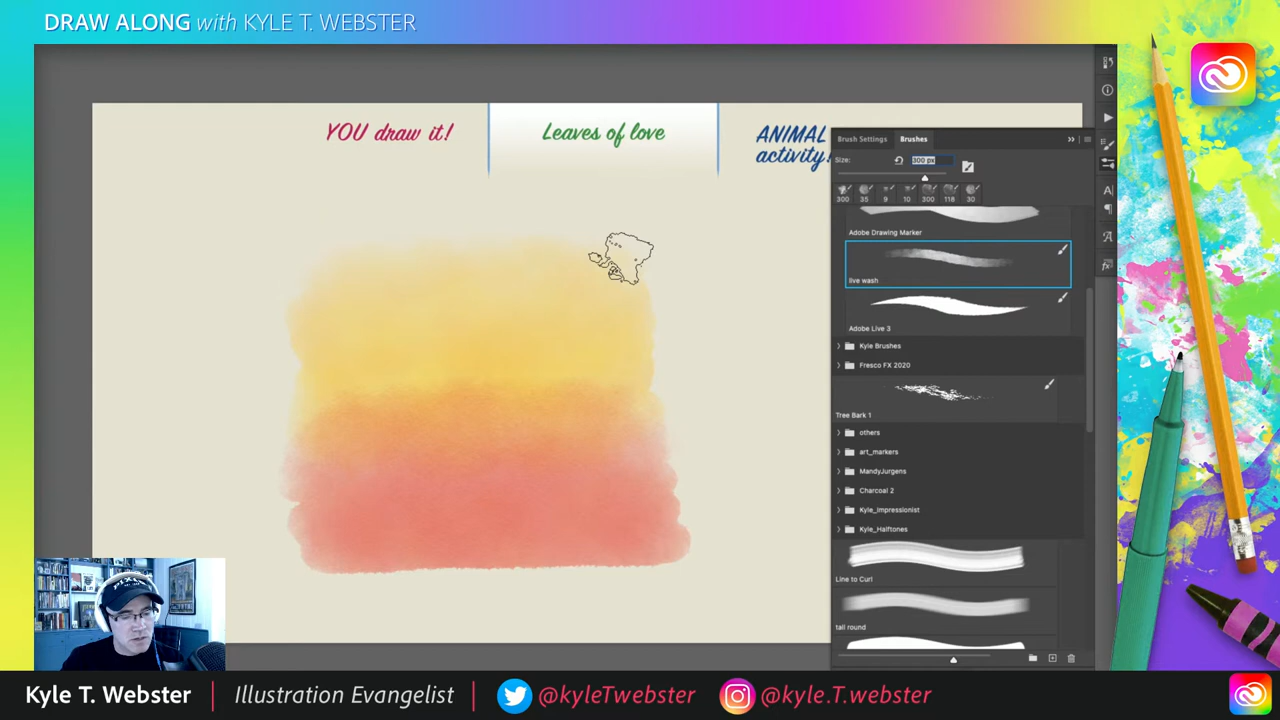 DRAW ALONG with KYLE T. WEBSTER
YOU draw it!
Leaves of love
ANIMAL
activity!
Brush Settings
Brushes
Size:
300 px
300
35
9
10
300
118
30
Adobe Drawing Marker
live wash
Adobe Live 3
Kyle Brushes
Fresco FX 2020
Tree Bark 1
others
art_markers
MandyJurgens
Charcoal 2
Kyle_Impressionist
Kyle_Halftones
Line to Curl
tall round
Kyle T. Webster
Illustration Evangelist
@kyleTwebster
@kyle.T.webster